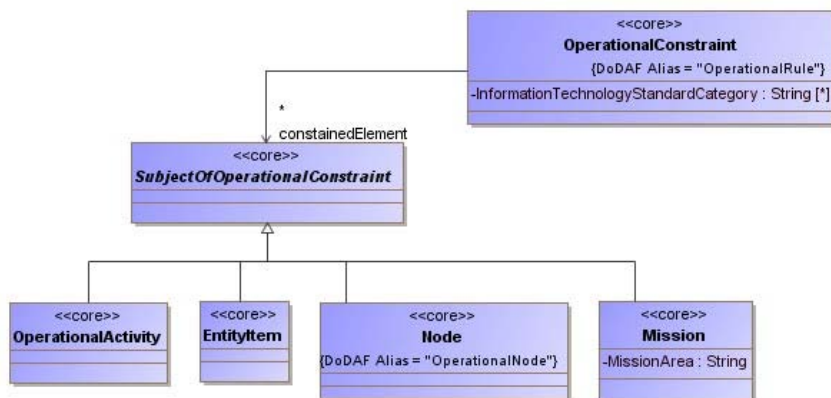 <<core>>
OperationalConstraint
{DoDAF Alias = "OperationalRule"}
-InformationTechnologyStandardCategory : String [*]
*
constainedElement
<<core>>
SubjectOfOperationalConstraint
<<core>>
OperationalActivity
<<core>>
EntityItem
<<core>>
Node
{DoDAF Alias = "OperationalNode"}
<<core>>
Mission
-MissionArea : String